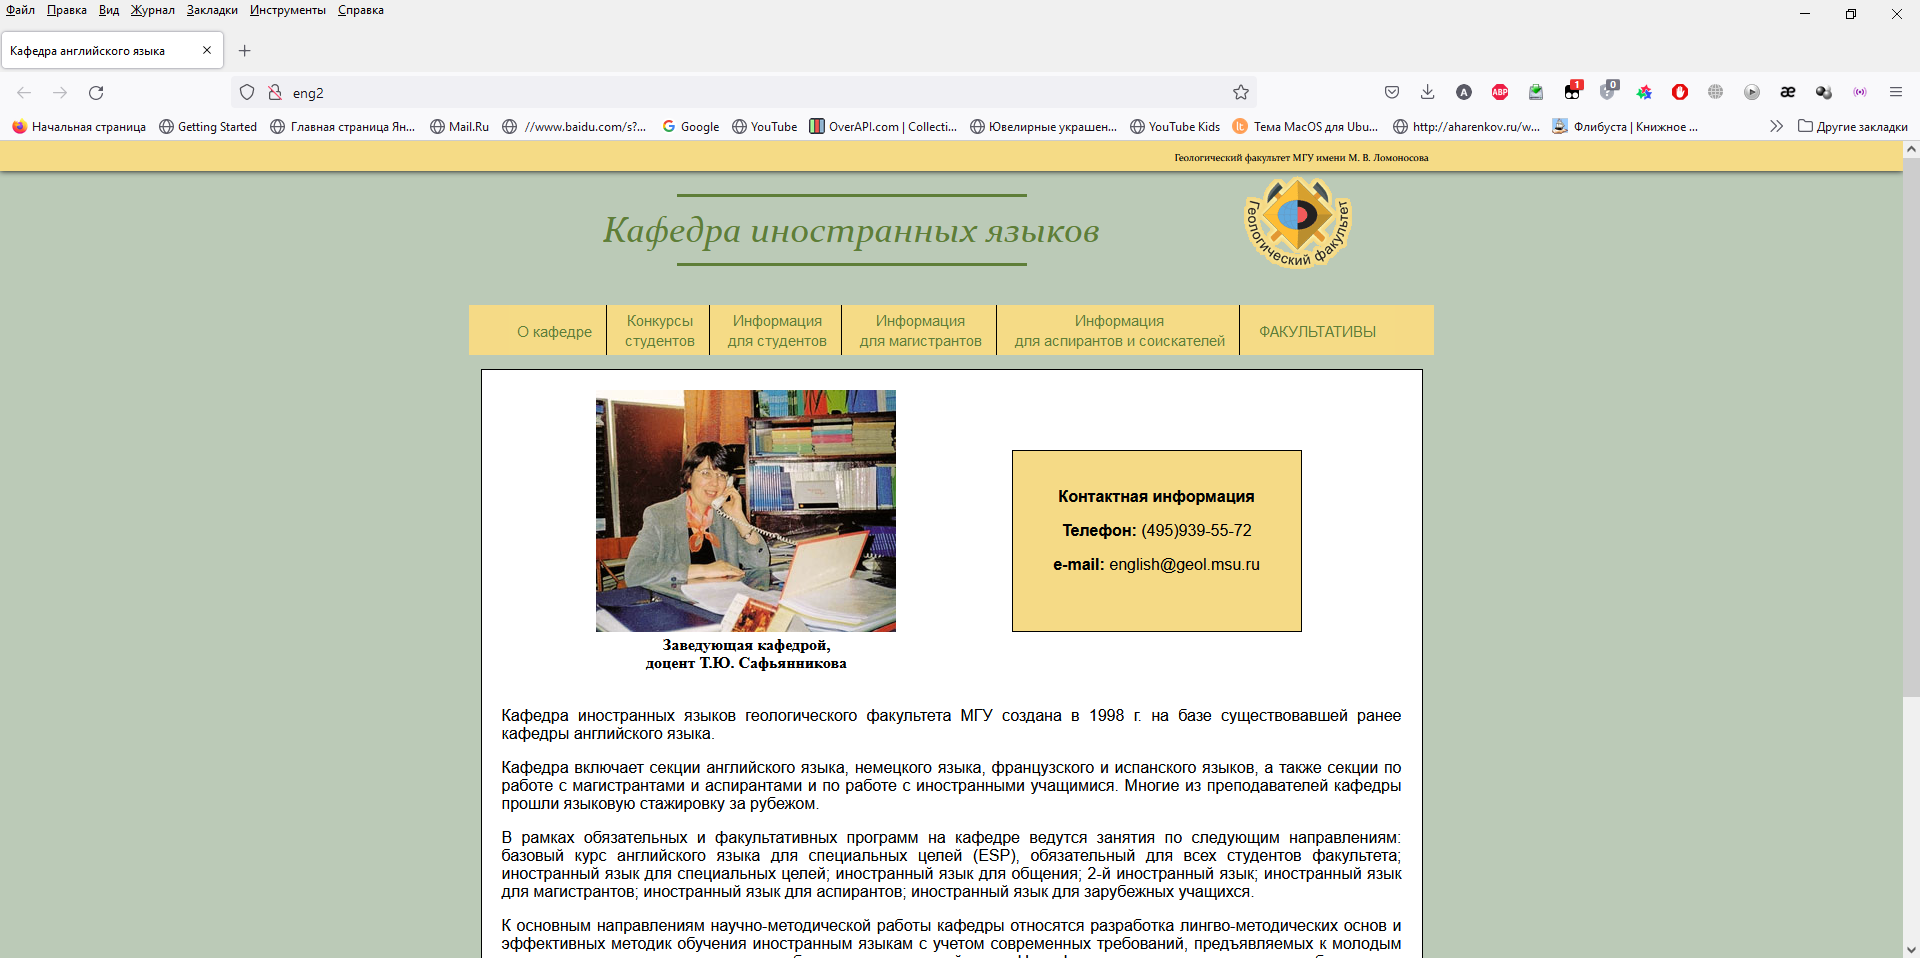 Файл Правка Вид Журнал Закладки Инструменты Справка
Кафедра английского языка
eng2
1
0
A
ABP
æ
Начальная страница
Getting Started
Главная страница Ян...
Mail.Ru
//www.baidu.com/s?...
Google
YouTube
OverAPI.com | Collecti...
Ювелирные украшен...
YouTube Kids
lt
Тема MacOS для Ubu...
http://aharenkov.ru/w...
Флибуста | Книжное ...
Другие закладки
Геологический факультет МГУ имени М. В. Ломоносова
Кафедра иностранных языков
Геологический факультет
О кафедре
Конкурсы
студентов
Информация
для студентов
Информация
для магистрантов
Информация
для аспирантов и соискателей
ФАКУЛЬТАТИВЫ
Контактная информация
Телефон: (495)939-55-72
e-mail: english@geol.msu.ru
Заведующая кафедрой,
доцент Т.Ю. Сафьянникова
Кафедра иностранных языков геологического факультета МГУ создана в 1998 г. на базе существовавшей ранее
кафедры английского языка.
Кафедра включает секции английского языка, немецкого языка, французского и испанского языков, а также секции по
работе с магистрантами и аспирантами и по работе с иностранными учащимися. Многие из преподавателей кафедры
прошли языковую стажировку за рубежом.
В рамках обязательных и факультативных программ на кафедре ведутся занятия по следующим направлениям:
базовый курс английского языка для специальных целей (ESP), обязательный для всех студентов факультета;
иностранный язык для специальных целей; иностранный язык для общения; 2-й иностранный язык; иностранный язык
для магистрантов; иностранный язык для аспирантов; иностранный язык для зарубежных учащихся.
К основным направлениям научно-методической работы кафедры относятся разработка лингво-методических основ и
эффективных методик обучения иностранным языкам с учетом современных требований, предъявляемых к молодым